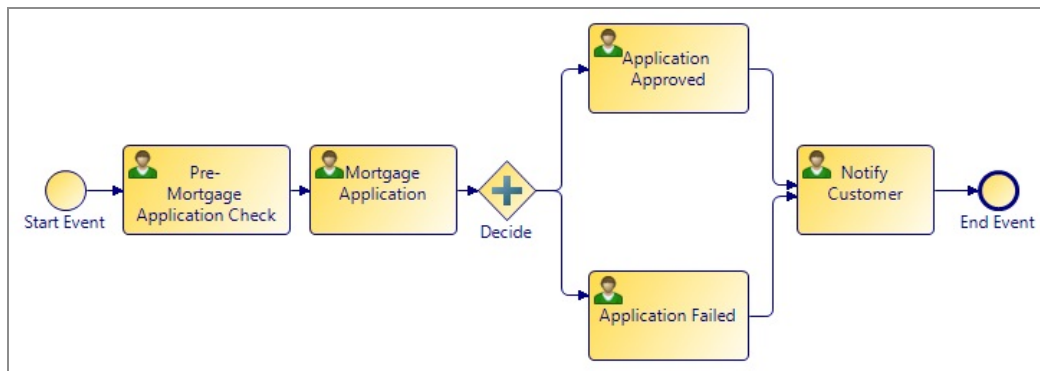 Start Event
Pre-
Mortgage
Application Check
Mortgage
Application
Decide
Application
Approved
Application Failed
Notify
Customer
End Event